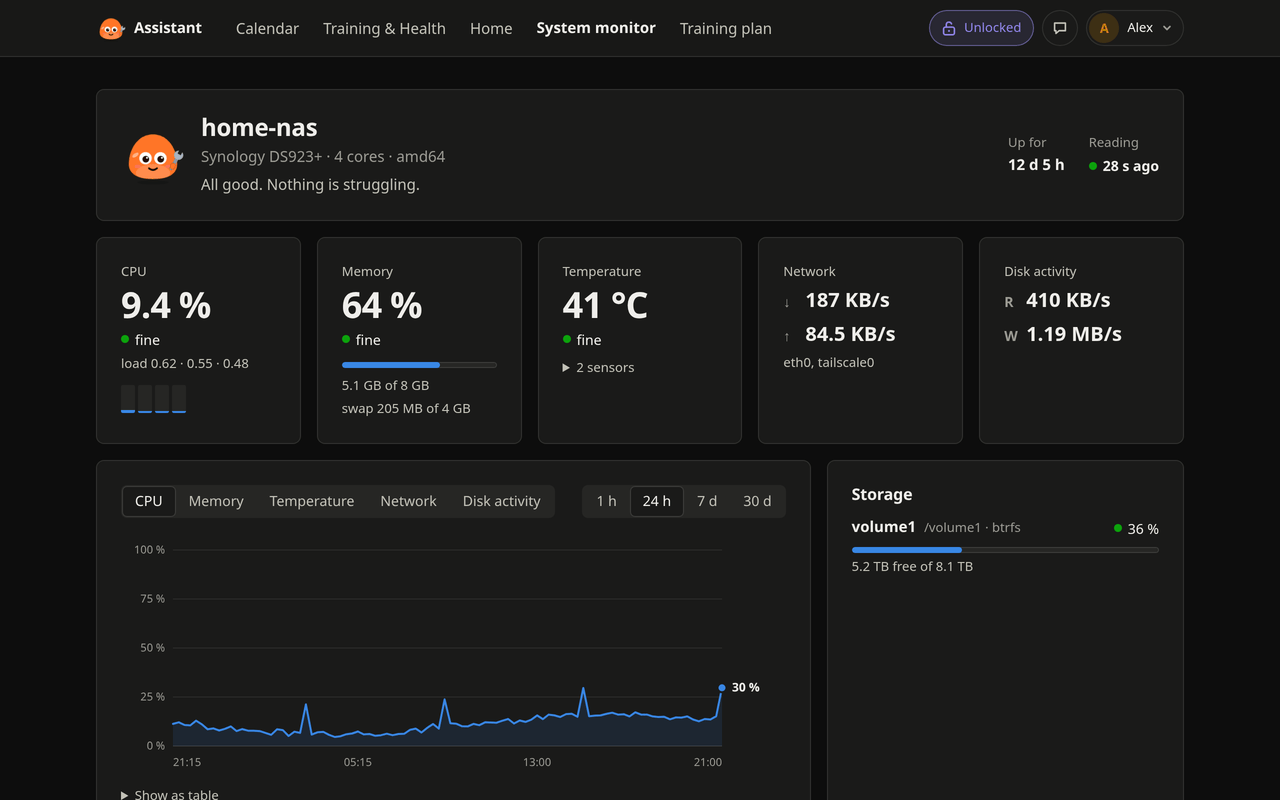 Assistant Calendar Training & Health Home System monitor Training plan Unlocked A Alex
home-nas
Synology DS923+ · 4 cores · amd64
All good. Nothing is struggling.
Up for
12 d 5 h
Reading
28 s ago
CPU
9.4 %
fine
load 0.62 · 0.55 · 0.48
Memory
64 %
fine
5.1 GB of 8 GB
swap 205 MB of 4 GB
Temperature
41 °C
fine
2 sensors
Network
↓ 187 KB/s
↑ 84.5 KB/s
eth0, tailscale0
Disk activity
R 410 KB/s
W 1.19 MB/s
CPU Memory Temperature Network Disk activity
1 h 24 h 7 d 30 d
100 %
75 %
50 %
25 %
0 %
30 %
21:15 05:15 13:00 21:00
Show as table
Storage
volume1 /volume1 · btrfs 36 %
5.2 TB free of 8.1 TB